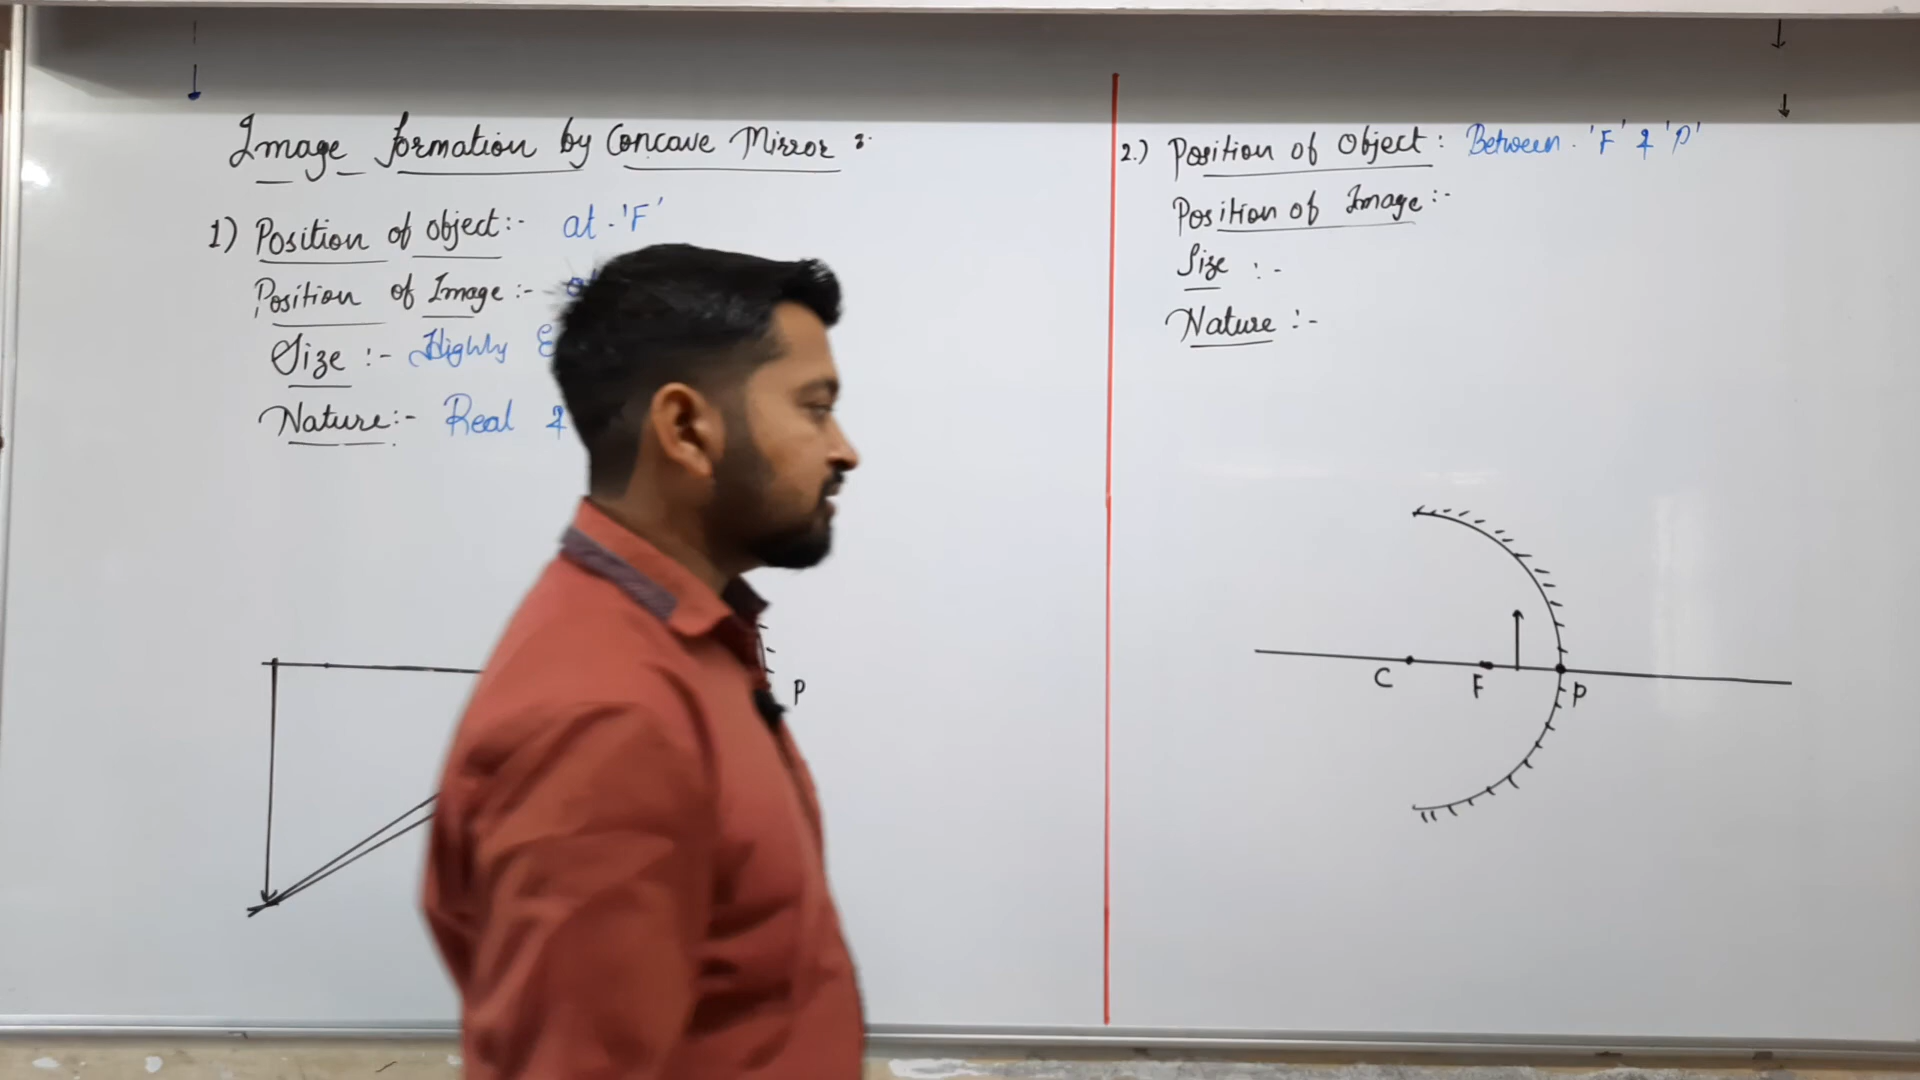 Image formation by Concave Mirror :-
1) Position of object:- at 'F'
Position of Image:-
Size :- Highly
Nature:- Real &
P
2.) Position of Object : Between 'F' & 'P'
Position of Image:-
Size :-
Nature :-
C F P